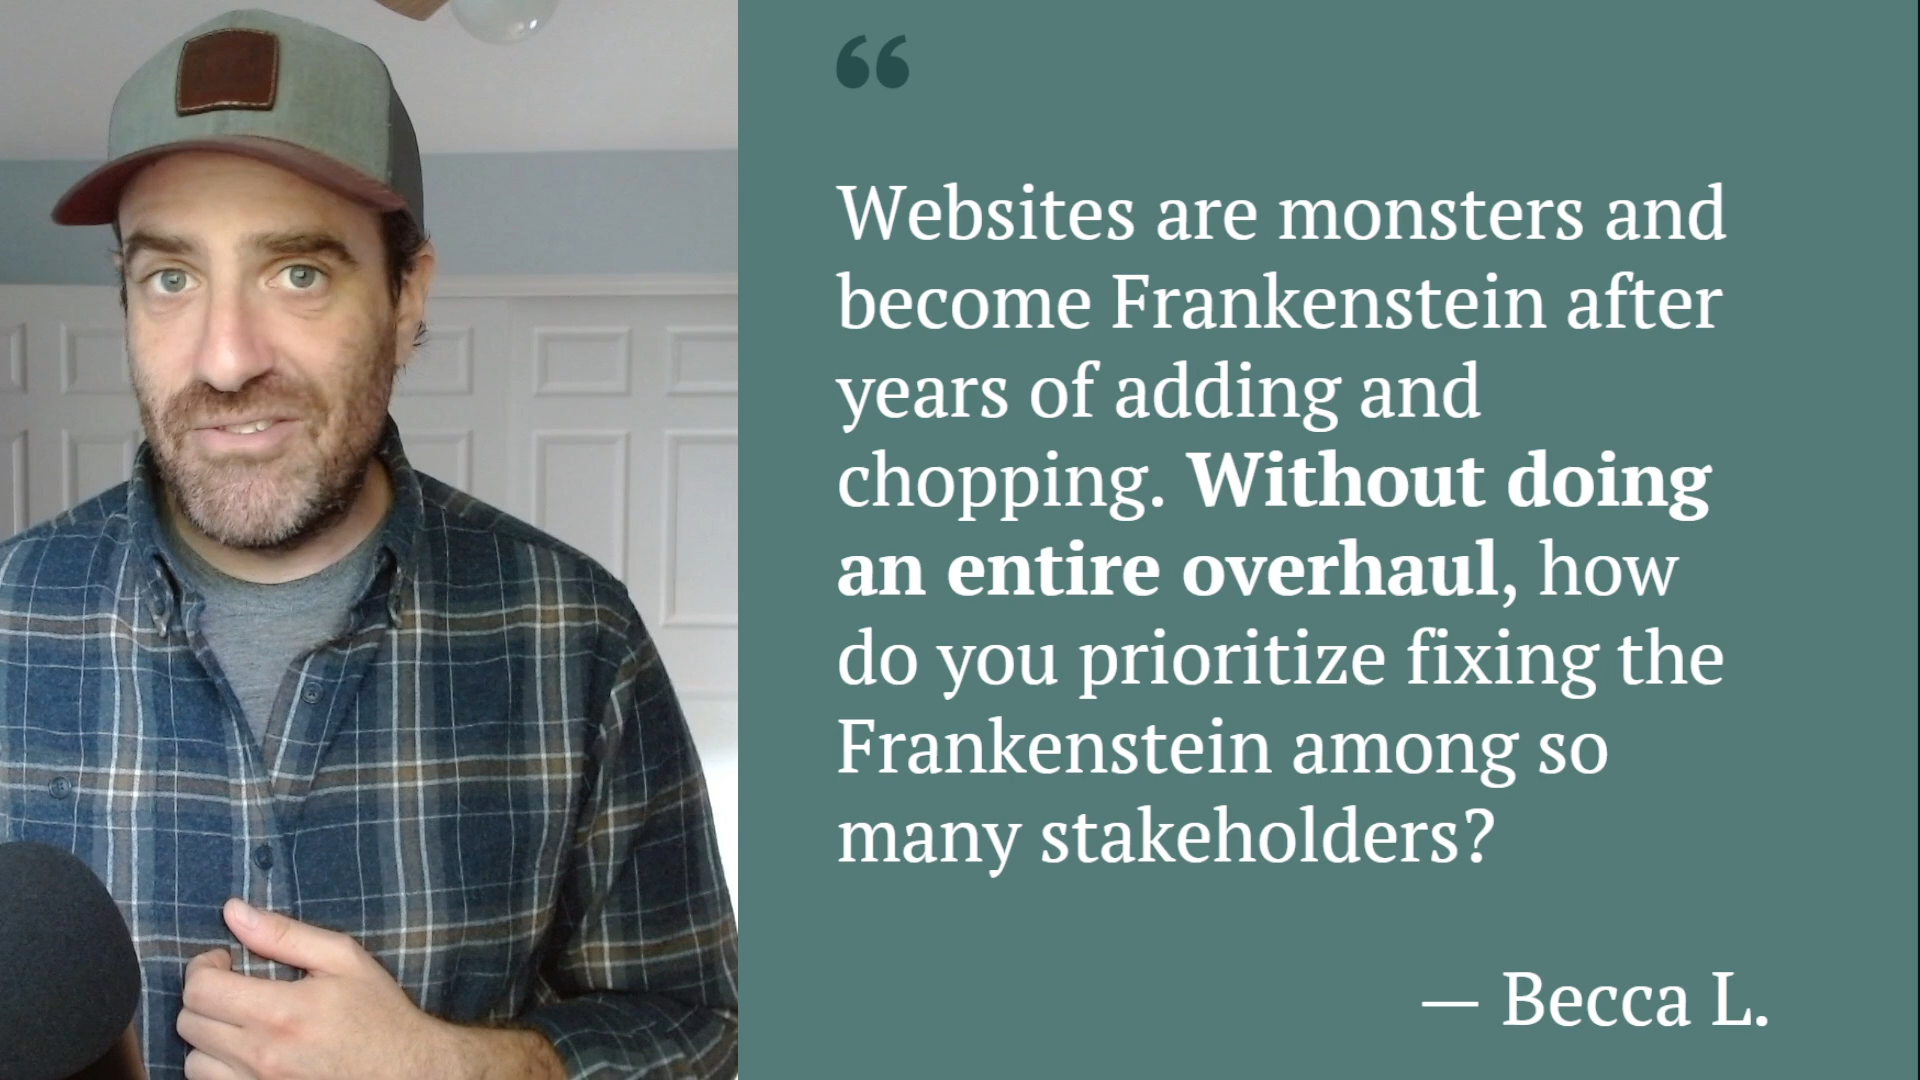 “
Websites are monsters and
become Frankenstein after
years of adding and
chopping. Without doing
an entire overhaul, how
do you prioritize fixing the
Frankenstein among so
many stakeholders?
— Becca L.